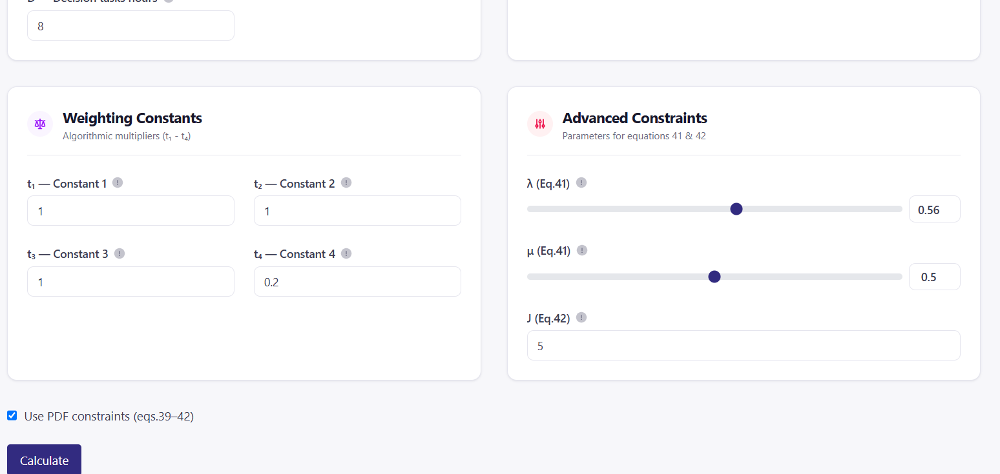 D — Decision tasks hours
8
Weighting Constants
Algorithmic multipliers (t₁ - t₄)
t₁ — Constant 1
t₂ — Constant 2
1
1
t₃ — Constant 3
t₄ — Constant 4
1
0.2
Advanced Constraints
Parameters for equations 41 & 42
λ (Eq.41)
0.56
μ (Eq.41)
0.5
J (Eq.42)
5
Use PDF constraints (eqs.39–42)
Calculate